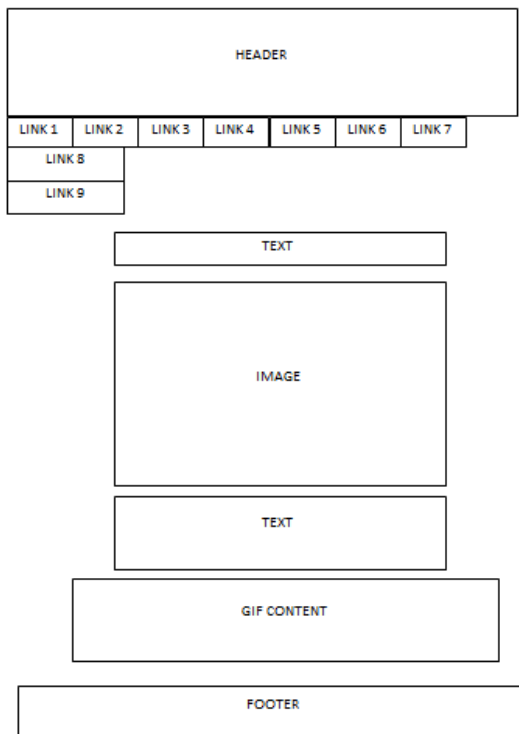 HEADER
LINK 1 LINK 2 LINK 3 LINK 4 LINK 5 LINK 6 LINK 7
LINK 8
LINK 9
TEXT
IMAGE
TEXT
GIF CONTENT
FOOTER